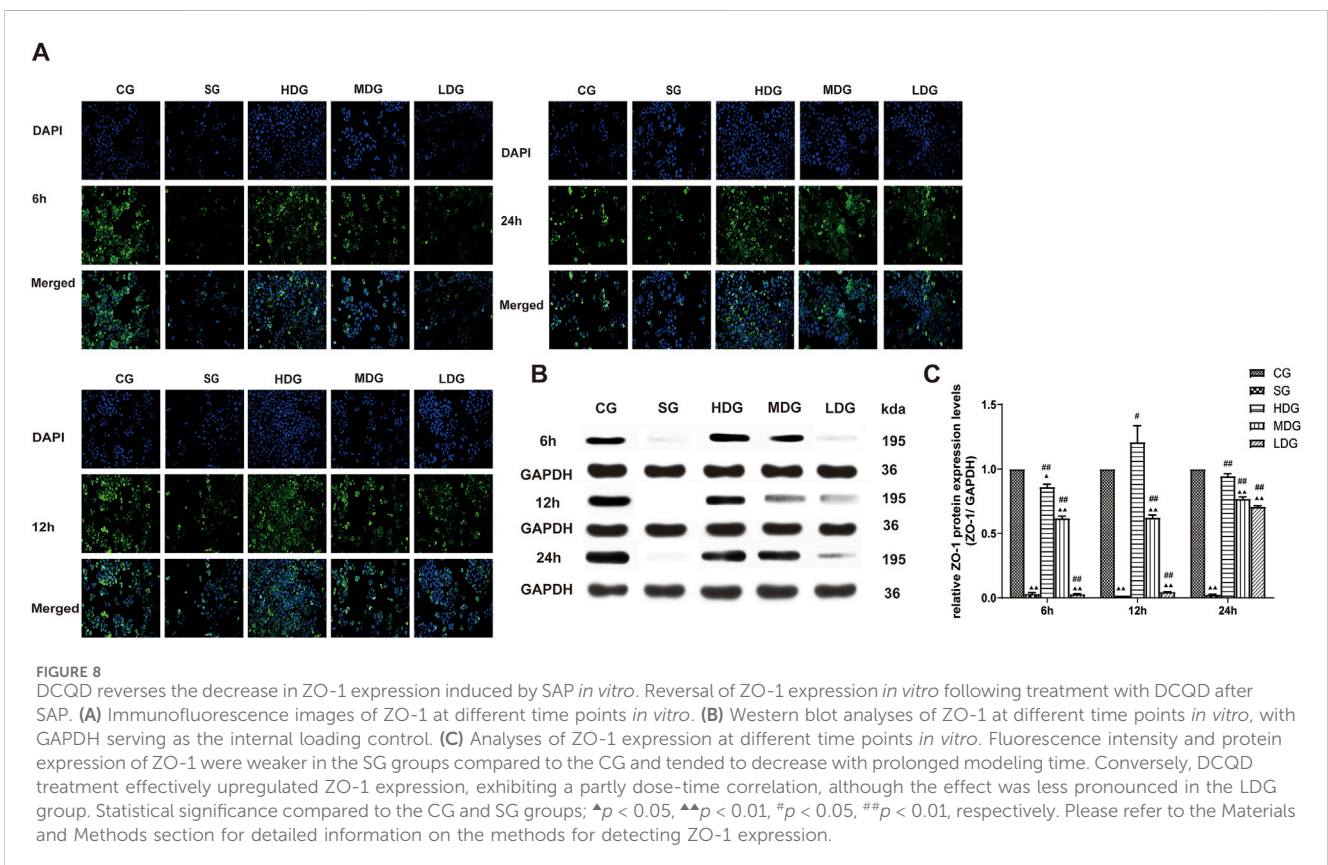 A
CG SG HDG MDG LDG
DAPI
6h
Merged
CG SG HDG MDG LDG
DAPI
24h
Merged
CG SG HDG MDG LDG
DAPI
12h
Merged
B
CG SG HDG MDG LDG kda
6h 195
GAPDH 36
12h 195
GAPDH 36
24h 195
GAPDH 36
C
CG
SG
HDG
MDG
LDG
relative ZO-1 protein expression levels
(ZO-1/ GAPDH)
1.5
1.0
0.5
0.0
## ▲ ## ▲▲ ## ▲▲ ▲▲
# ## ▲▲ ## ▲▲ ▲▲
## ## ▲▲ ## ▲▲ ▲▲
6h 12h 24h
FIGURE 8
DCQD reverses the decrease in ZO-1 expression induced by SAP in vitro. Reversal of ZO-1 expression in vitro following treatment with DCQD after
SAP. (A) Immunofluorescence images of ZO-1 at different time points in vitro. (B) Western blot analyses of ZO-1 at different time points in vitro, with
GAPDH serving as the internal loading control. (C) Analyses of ZO-1 expression at different time points in vitro. Fluorescence intensity and protein
expression of ZO-1 were weaker in the SG groups compared to the CG and tended to decrease with prolonged modeling time. Conversely, DCQD
treatment effectively upregulated ZO-1 expression, exhibiting a partly dose-time correlation, although the effect was less pronounced in the LDG
group. Statistical significance compared to the CG and SG groups; ▲p < 0.05, ▲▲p < 0.01, #p < 0.05, ##p < 0.01, respectively. Please refer to the Materials
and Methods section for detailed information on the methods for detecting ZO-1 expression.